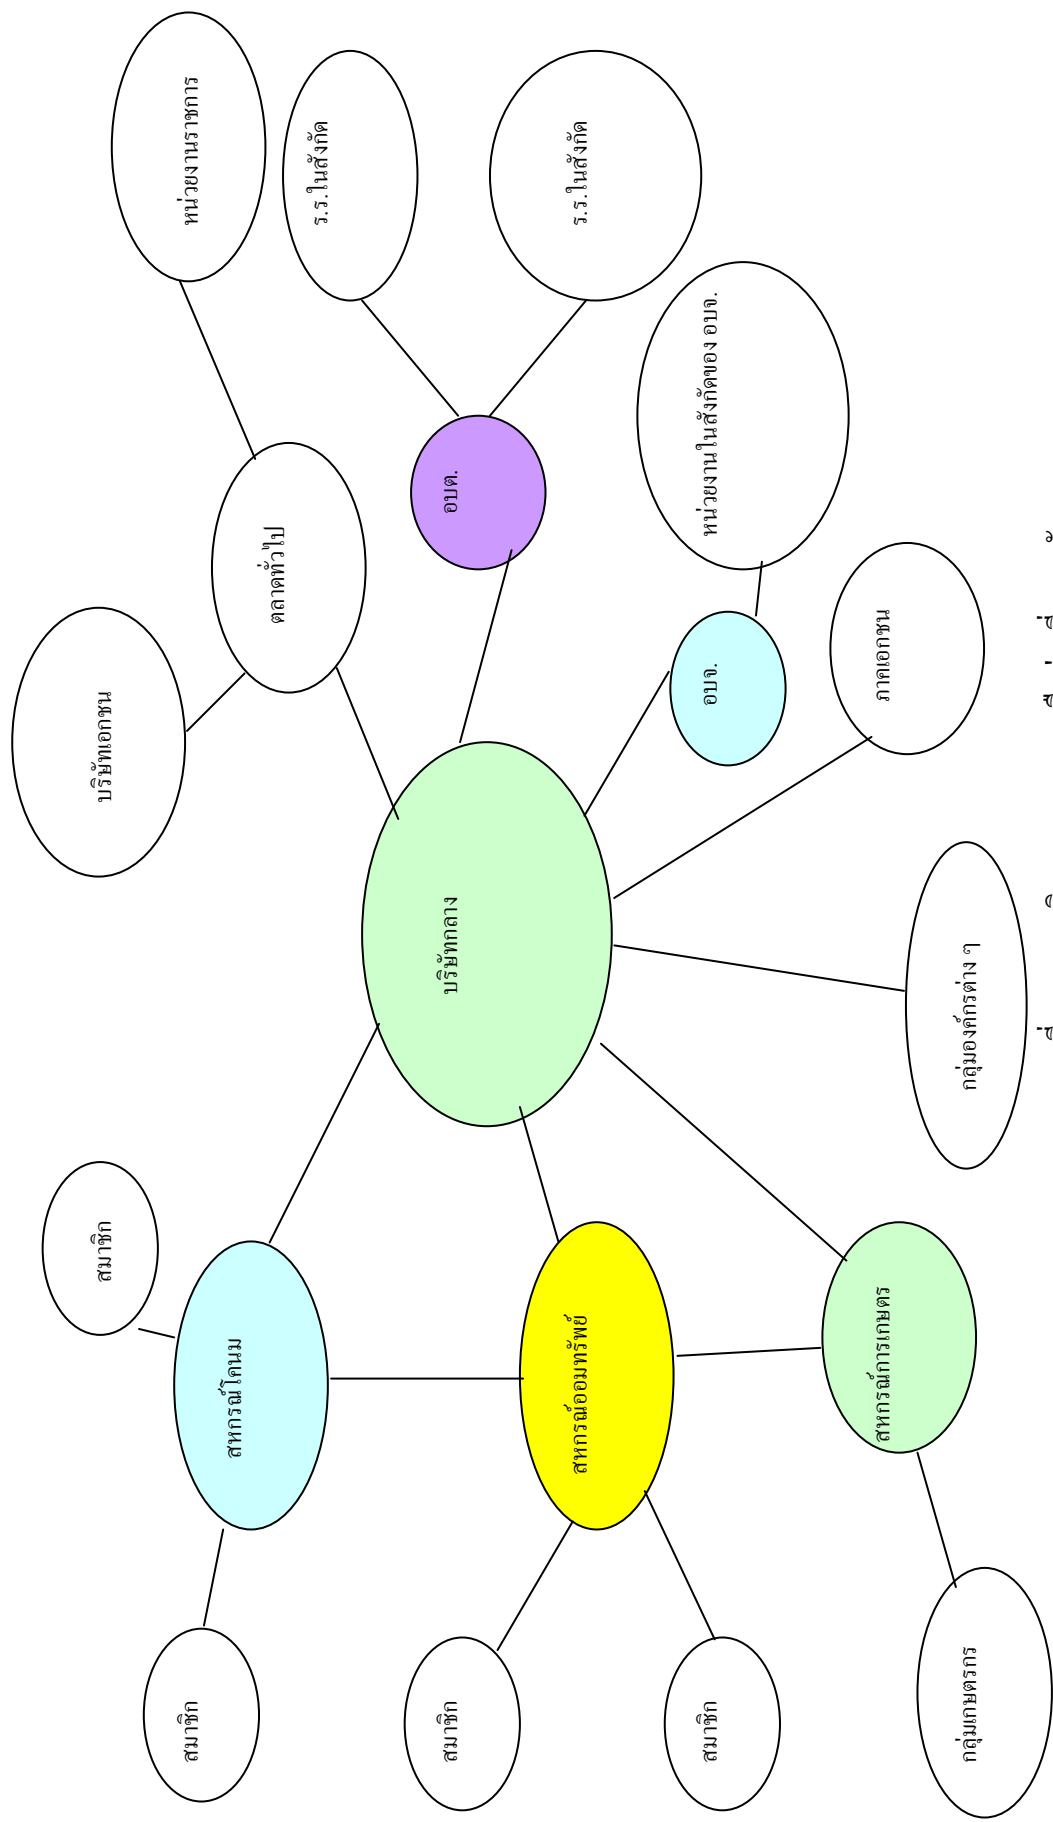 สมาชิก
สหกรณ์โคนม
สมาชิก
บริษัทเอกชน
หน่วยงานราชการ
ตลาดทั่วไป
ร.ร.ในสังกัด
สมาชิก
บริษัทกลาง
อบต.
สหกรณ์ออมทรัพย์
ร.ร.ในสังกัด
สมาชิก
อบจ.
หน่วยงานในสังกัดของ อบจ.
สหกรณ์การเกษตร
ภาคเอกชน
กลุ่มเกษตรกร
กลุ่มองค์กรต่าง ๆ